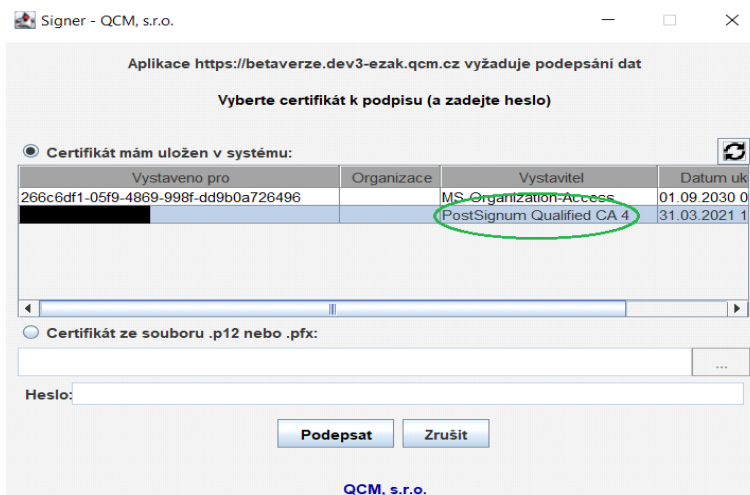 Signer - QCM, s.r.o.
Aplikace https://betaverze.dev3-ezak.qcm.cz vyžaduje podepsání dat
Vyberte certifikát k podpisu (a zadejte heslo)
Certifikát mám uložen v systému:
Vystaveno pro Organizace Vystavitel Datum uk
266c6df1-05f9-4869-998f-dd9b0a726496 MS-Organization-Access 01.09.2030 0
PostSignum Qualified CA 4 31.03.2021 1
Certifikát ze souboru .p12 nebo .pfx:
...
Heslo:
Podepsat Zrušit
QCM, s.r.o.